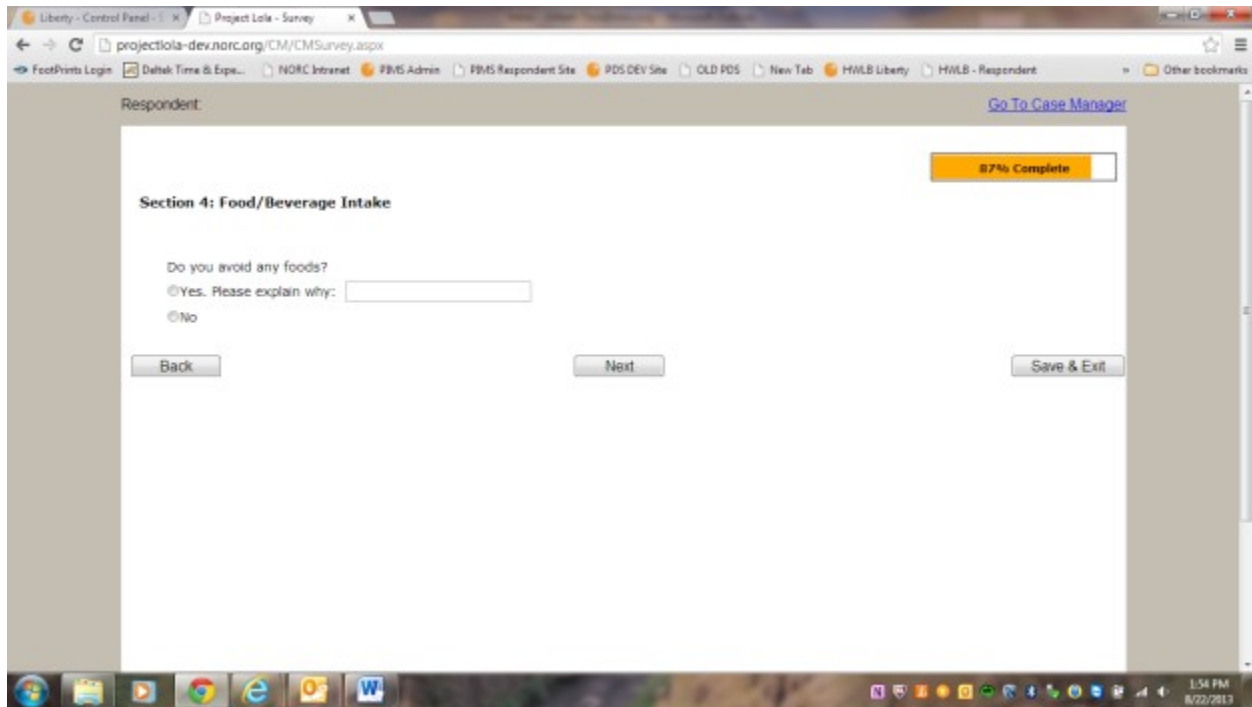 Liberty - Control Panel - S
Project Lola - Survey
projectlola-dev.norc.org/CM/CMSurvey.aspx
FootPrints Login Deltek Time & Expe... NORC Intranet PIMS Admin PIMS Respondent Site PDS DEV Site OLD PDS New Tab HWLB Liberty HWLB - Respondent » Other bookmarks
Respondent: Go To Case Manager
87% Complete
Section 4: Food/Beverage Intake
Do you avoid any foods?
Yes. Please explain why:
No
Back Next Save & Exit
1:54 PM
8/22/2013